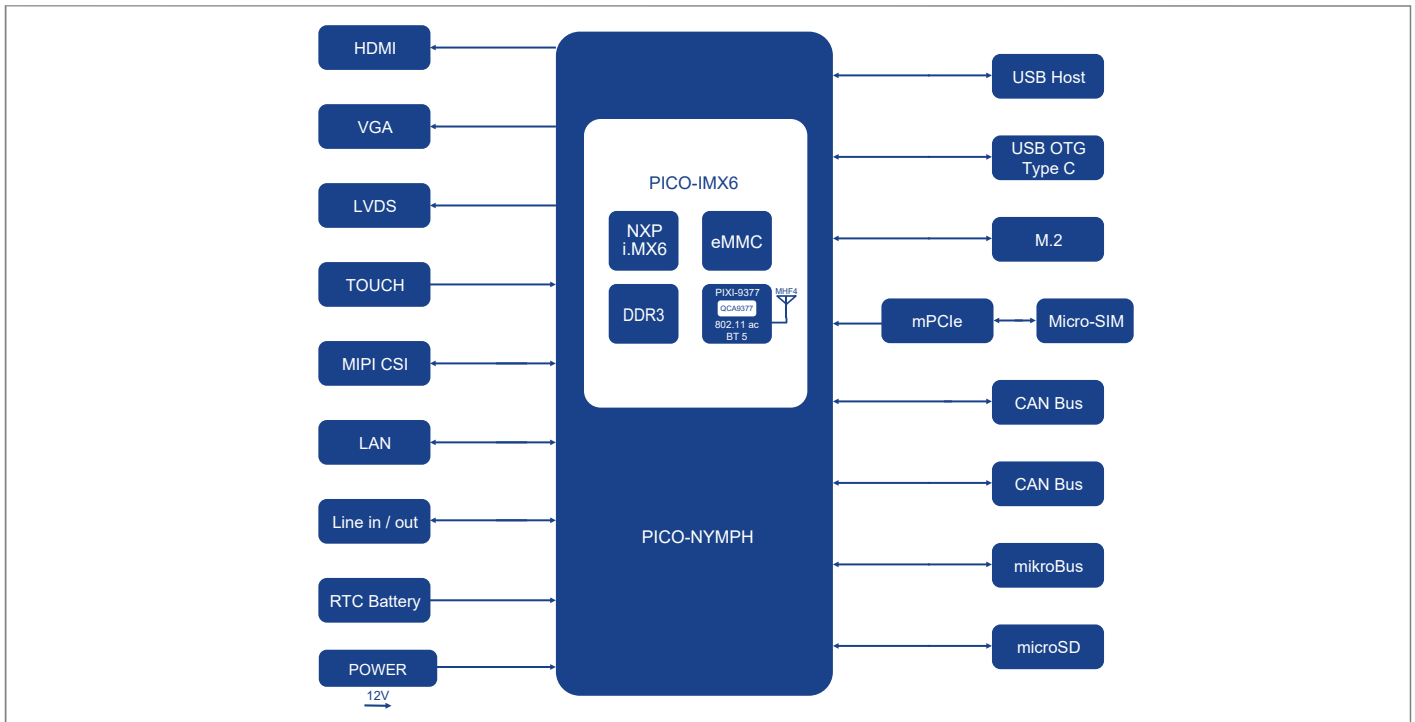 HDMI
VGA
LVDS
TOUCH
MIPI CSI
LAN
Line in / out
RTC Battery
POWER
12V
PICO-IMX6
NXP
i.MX6
eMMC
DDR3
PIXI-9377
QCA9377
802.11 ac
BT 5
MHF4
PICO-NYMPH
USB Host
USB OTG
Type C
M.2
mPCIe
Micro-SIM
CAN Bus
CAN Bus
mikroBus
microSD